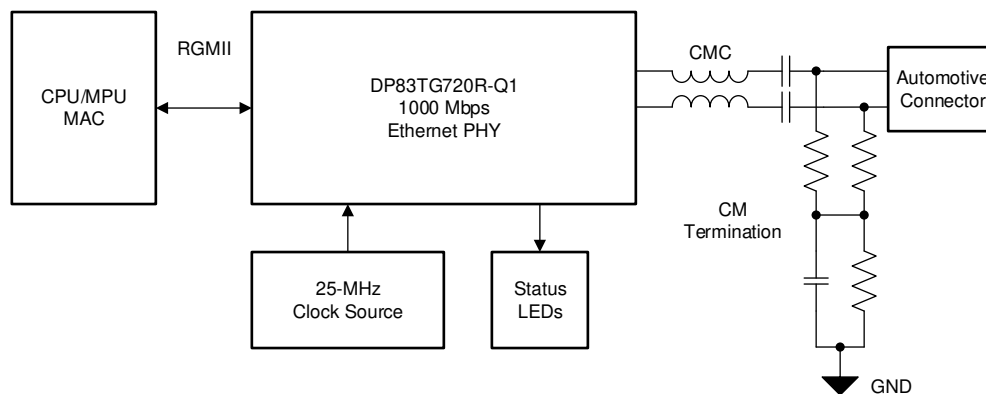 RGMII
CPU/MPU
MAC
DP83TG720R-Q1
1000 Mbps
Ethernet PHY
CMC
Automotive
Connector
CM
Termination
25-MHz
Clock Source
Status
LEDs
GND